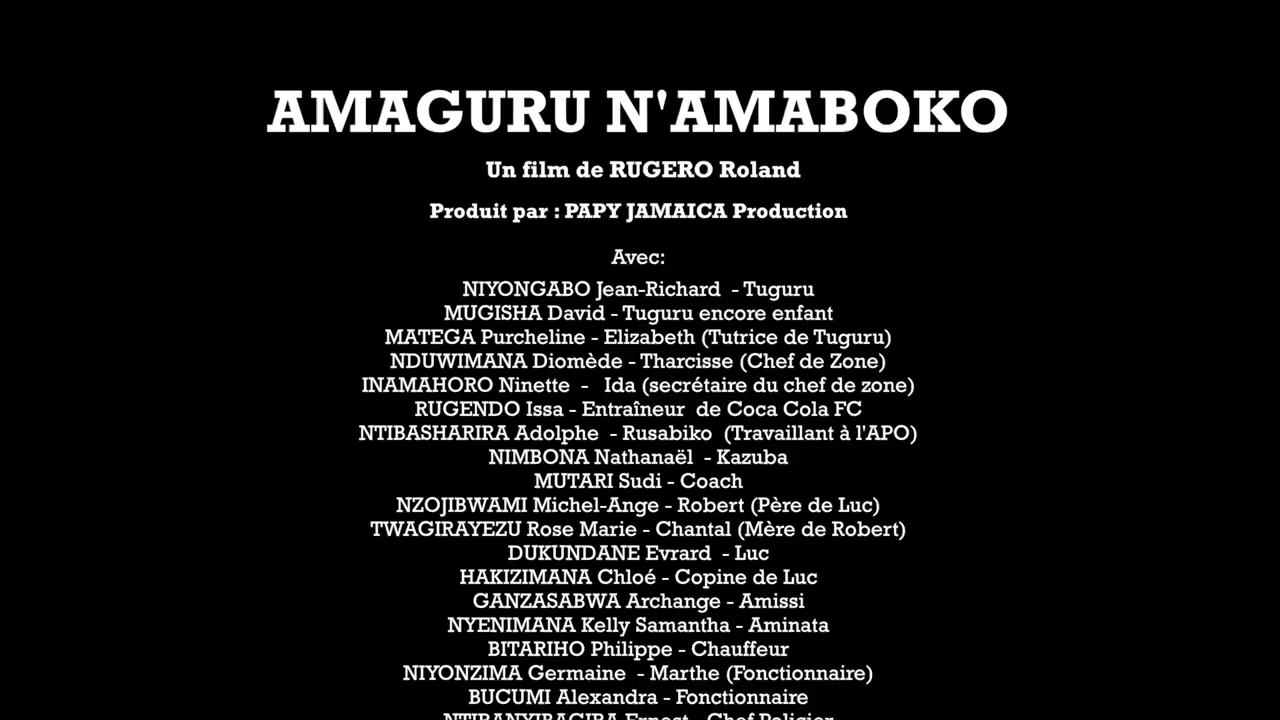 AMAGURU N'AMABOKO
Un film de RUGERO Roland
Produit par : PAPY JAMAICA Production
Avec:
NIYONGABO Jean-Richard - Tuguru
MUGISHA David - Tuguru encore enfant
MATEGA Purcheline - Elizabeth (Tutrice de Tuguru)
NDUWIMANA Diomède - Tharcisse (Chef de Zone)
INAMAHORO Ninette - Ida (secrétaire du chef de zone)
RUGENDO Issa - Entraîneur de Coca Cola FC
NTIBASHARIRA Adolphe - Rusabiko (Travaillant à l'APO)
NIMBONA Nathanaël - Kazuba
MUTARI Sudi - Coach
NZOJIBWAMI Michel-Ange - Robert (Père de Luc)
TWAGIRAYEZU Rose Marie - Chantal (Mère de Robert)
DUKUNDANE Evrard - Luc
HAKIZIMANA Chloé - Copine de Luc
GANZASABWA Archange - Amissi
NYENIMANA Kelly Samantha - Aminata
BITARIHO Philippe - Chauffeur
NIYONZIMA Germaine - Marthe (Fonctionnaire)
BUCUMI Alexandra - Fonctionnaire
Ernest - Chef Policier